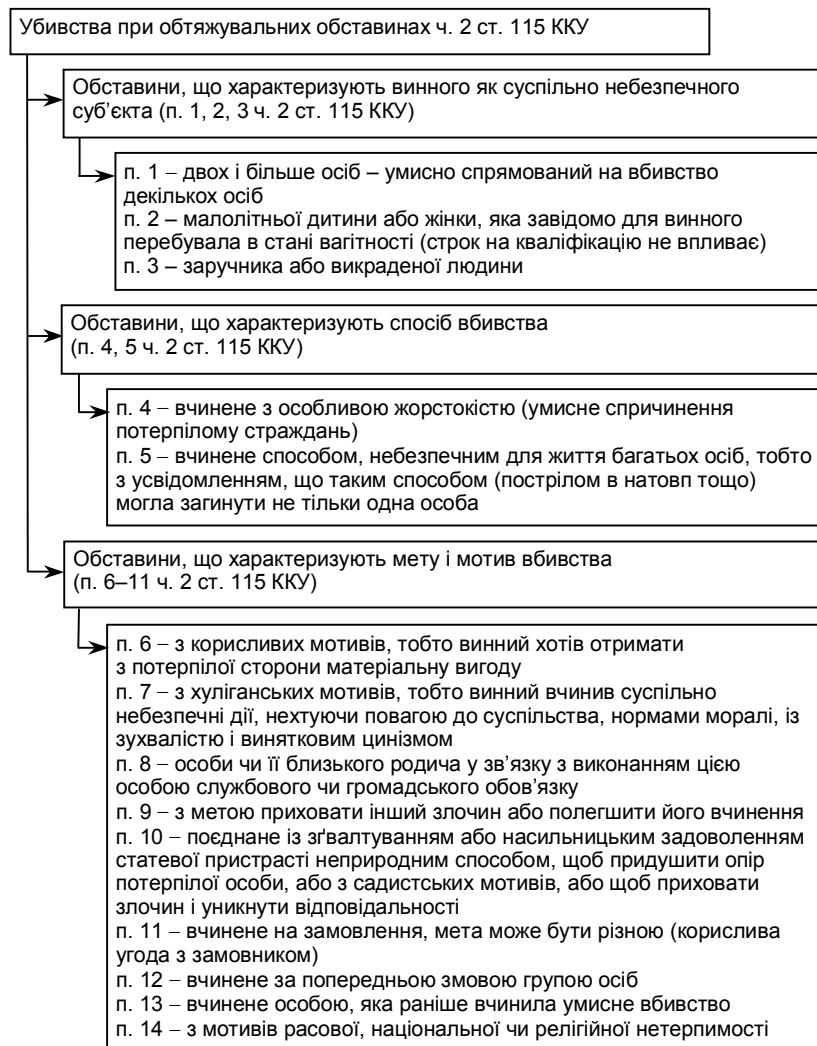 Убивства при обтяжувальних обставинах ч. 2 ст. 115 ККУ
Обставини, що характеризують винного як суспільно небезпечного
суб’єкта (п. 1, 2, 3 ч. 2 ст. 115 ККУ)
п. 1 – двох і більше осіб – умисно спрямований на вбивство
декількох осіб
п. 2 – малолітньої дитини або жінки, яка завідомо для винного
перебувала в стані вагітності (строк на кваліфікацію не впливає)
п. 3 – заручника або викраденої людини
Обставини, що характеризують спосіб вбивства
(п. 4, 5 ч. 2 ст. 115 ККУ)
п. 4 – вчинене з особливою жорстокістю (умисне спричинення
потерпілому страждань)
п. 5 – вчинене способом, небезпечним для життя багатьох осіб, тобто
з усвідомленням, що таким способом (пострілом в натовп тощо)
могла загинути не тільки одна особа
Обставини, що характеризують мету і мотив вбивства
(п. 6–11 ч. 2 ст. 115 ККУ)
п. 6 – з корисливих мотивів, тобто винний хотів отримати
з потерпілої сторони матеріальну вигоду
п. 7 – з хуліганських мотивів, тобто винний вчинив суспільно
небезпечні дії, нехтуючи повагою до суспільства, нормами моралі, із
зухвалістю і винятковим цинізмом
п. 8 – особи чи її близького родича у зв’язку з виконанням цією
особою службового чи громадського обов’язку
п. 9 – з метою приховати інший злочин або полегшити його вчинення
п. 10 – поєднане із зґвалтуванням або насильницьким задоволенням
статевої пристрасті неприродним способом, щоб придушити опір
потерпілої особи, або з садистських мотивів, або щоб приховати
злочин і уникнути відповідальності
п. 11 – вчинене на замовлення, мета може бути різною (корислива
угода з замовником)
п. 12 – вчинене за попередньою змовою групою осіб
п. 13 – вчинене особою, яка раніше вчинила умисне вбивство
п. 14 – з мотивів расової, національної чи релігійної нетерпимості